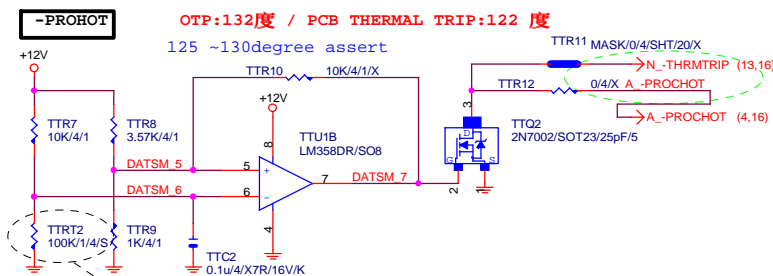 -PROHOT
OTP:132度 / PCB THERMAL TRIP:122 度
125 ~130degree assert
+12V
TTR10
10K/4/1/X
TTR11
MASK/0/4/SHT/20/X
N_-THRMTRIP (13,16)
TTR12
0/4/X
A_-PROCHOT
A_-PROCHOT (4,16)
+12V
TTR7
10K/4/1
TTR8
3.57K/4/1
TTU1B
LM358DR/SO8
3
D
G
S
TTQ2
2N7002/SOT23/25pF/5
2
1
DATSM_5
5
+
8
DATSM_6
6
-
7
DATSM_7
4
TTRT2
100K/1/4/S
TTR9
1K/4/1
TTC2
0.1u/4/X7R/16V/K